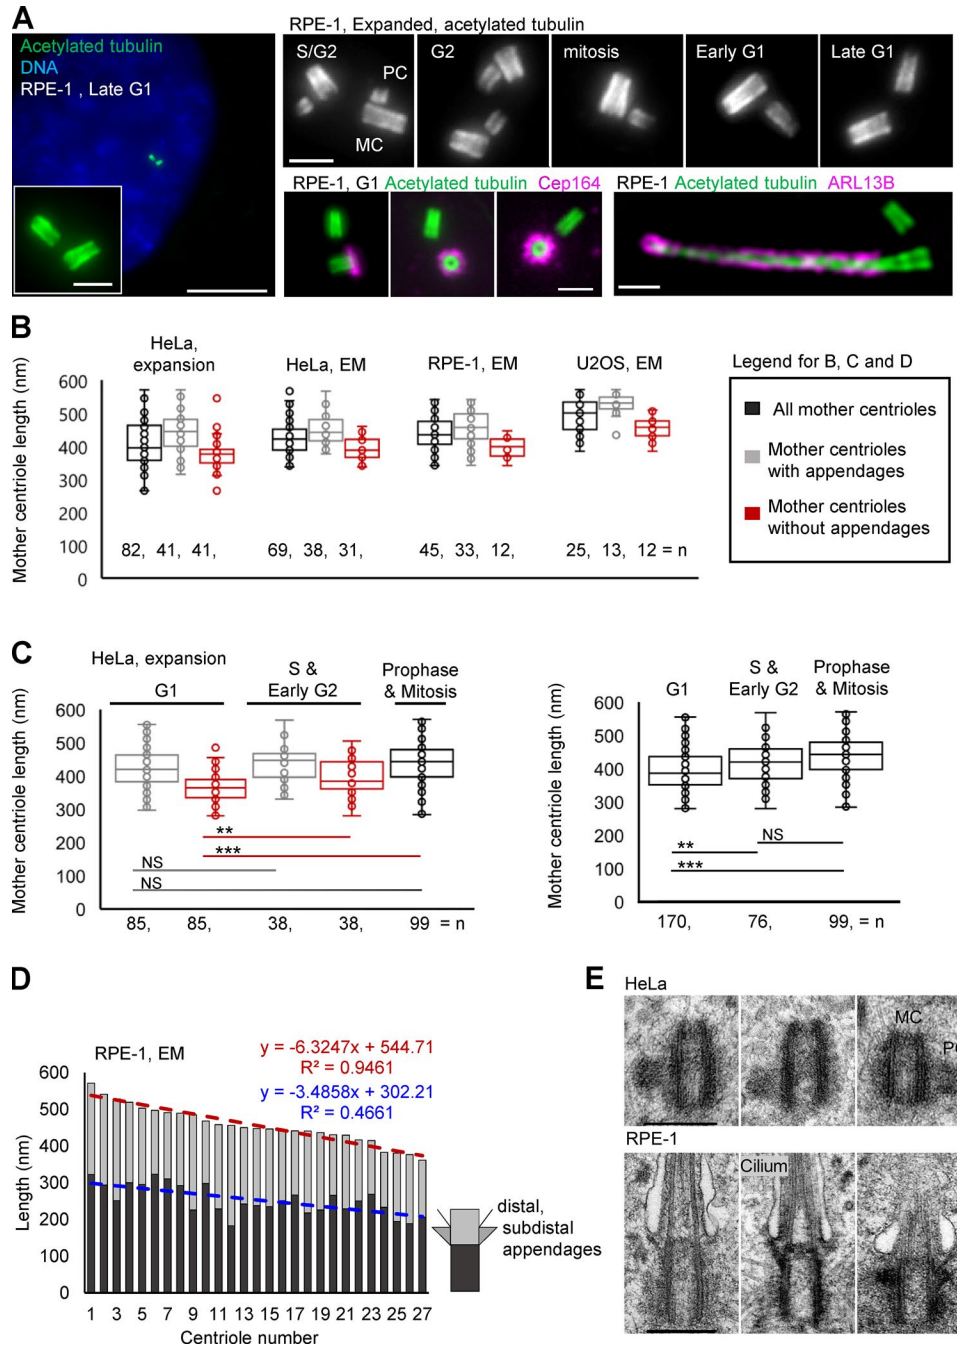 A
Acetylated tubulin
DNA
RPE-1 , Late G1
RPE-1, Expanded, acetylated tubulin
S/G2
PC
MC
G2
mitosis
Early G1
Late G1
RPE-1, G1 Acetylated tubulin Cep164
RPE-1 Acetylated tubulin ARL13B
B
Mother centriole length (nm)
600
500
400
300
200
100
0
HeLa,
expansion
HeLa, EM
RPE-1, EM
U2OS, EM
82, 41, 41,
69, 38, 31,
45, 33, 12,
25, 13, 12 = n
Legend for B, C and D
All mother centrioles
Mother centrioles
with appendages
Mother centrioles
without appendages
C
HeLa, expansion
G1
S &
Early G2
Prophase
& Mitosis
Mother centriole length (nm)
600
500
400
300
200
100
0
**
***
NS
NS
85, 85, 38, 38, 99 = n
G1
S &
Early G2
Prophase
& Mitosis
Mother centriole length (nm)
600
500
400
300
200
100
0
NS
**
***
170, 76, 99, = n
D
RPE-1, EM
y = -6.3247x + 544.71
R² = 0.9461
y = -3.4858x + 302.21
R² = 0.4661
Length (nm)
600
500
400
300
200
100
0
1 3 5 7 9 11 13 15 17 19 21 23 25 27
Centriole number
distal,
subdistal
appendages
E
HeLa
MC
RPE-1
Cilium